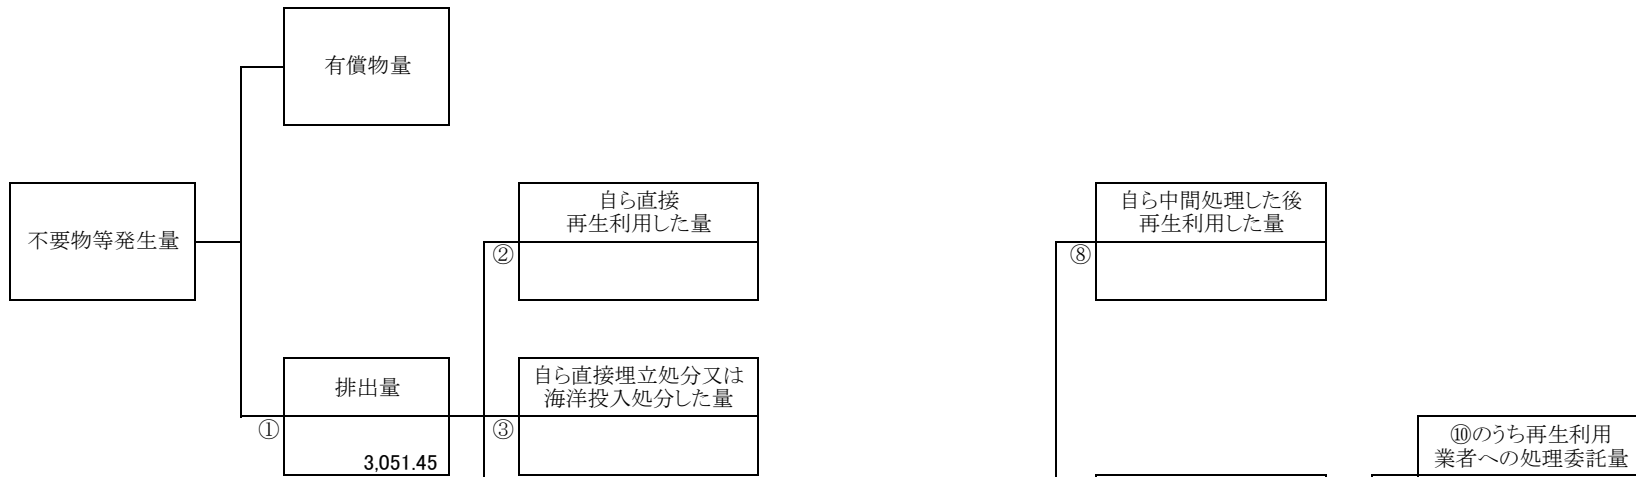 有償物量
不要物等発生量
自ら直接
再生利用した量
②
自ら中間処理した後
再生利用した量
⑧
排出量
①
3,051.45
自ら直接埋立処分又は
海洋投入処分した量
③
⑩のうち再生利用
業者への処理委託量